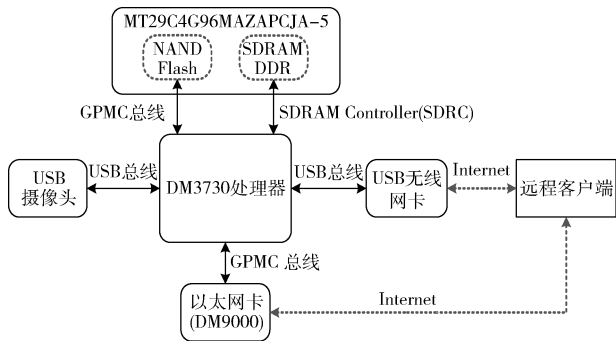 MT29C4G96MAZAPCJA-5
NAND
Flash
SDRAM
DDR
GPMC总线
SDRAM Controller(SDRC)
USB
摄像头
USB总线
DM3730处理器
USB总线
USB无线
网卡
Internet
远程客户端
GPMC 总线
以太网卡
(DM9000)
Internet